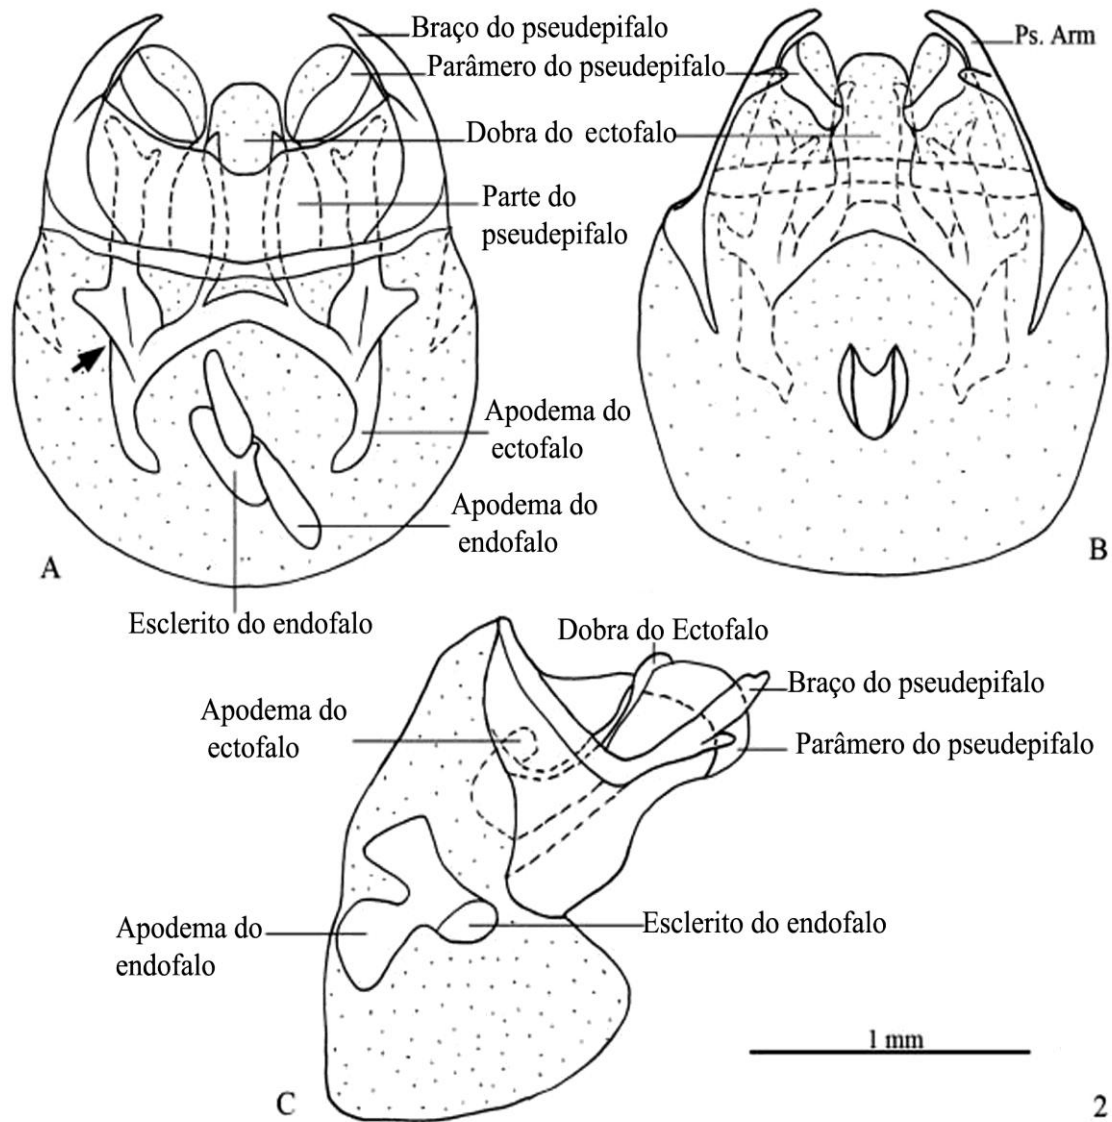 Braço do pseudepifalo
Parâmero do pseudepifalo
Dobra do ectofalo
Parte do
pseudepifalo
Apodema do
ectofalo
Apodema do
endofalo
A
Esclerito do endofalo
Ps. Arm
B
Dobra do Ectofalo
Braço do pseudepifalo
Apodema do
ectofalo
Parâmero do pseudepifalo
Apodema do
endofalo
Esclerito do endofalo
1 mm
C
2